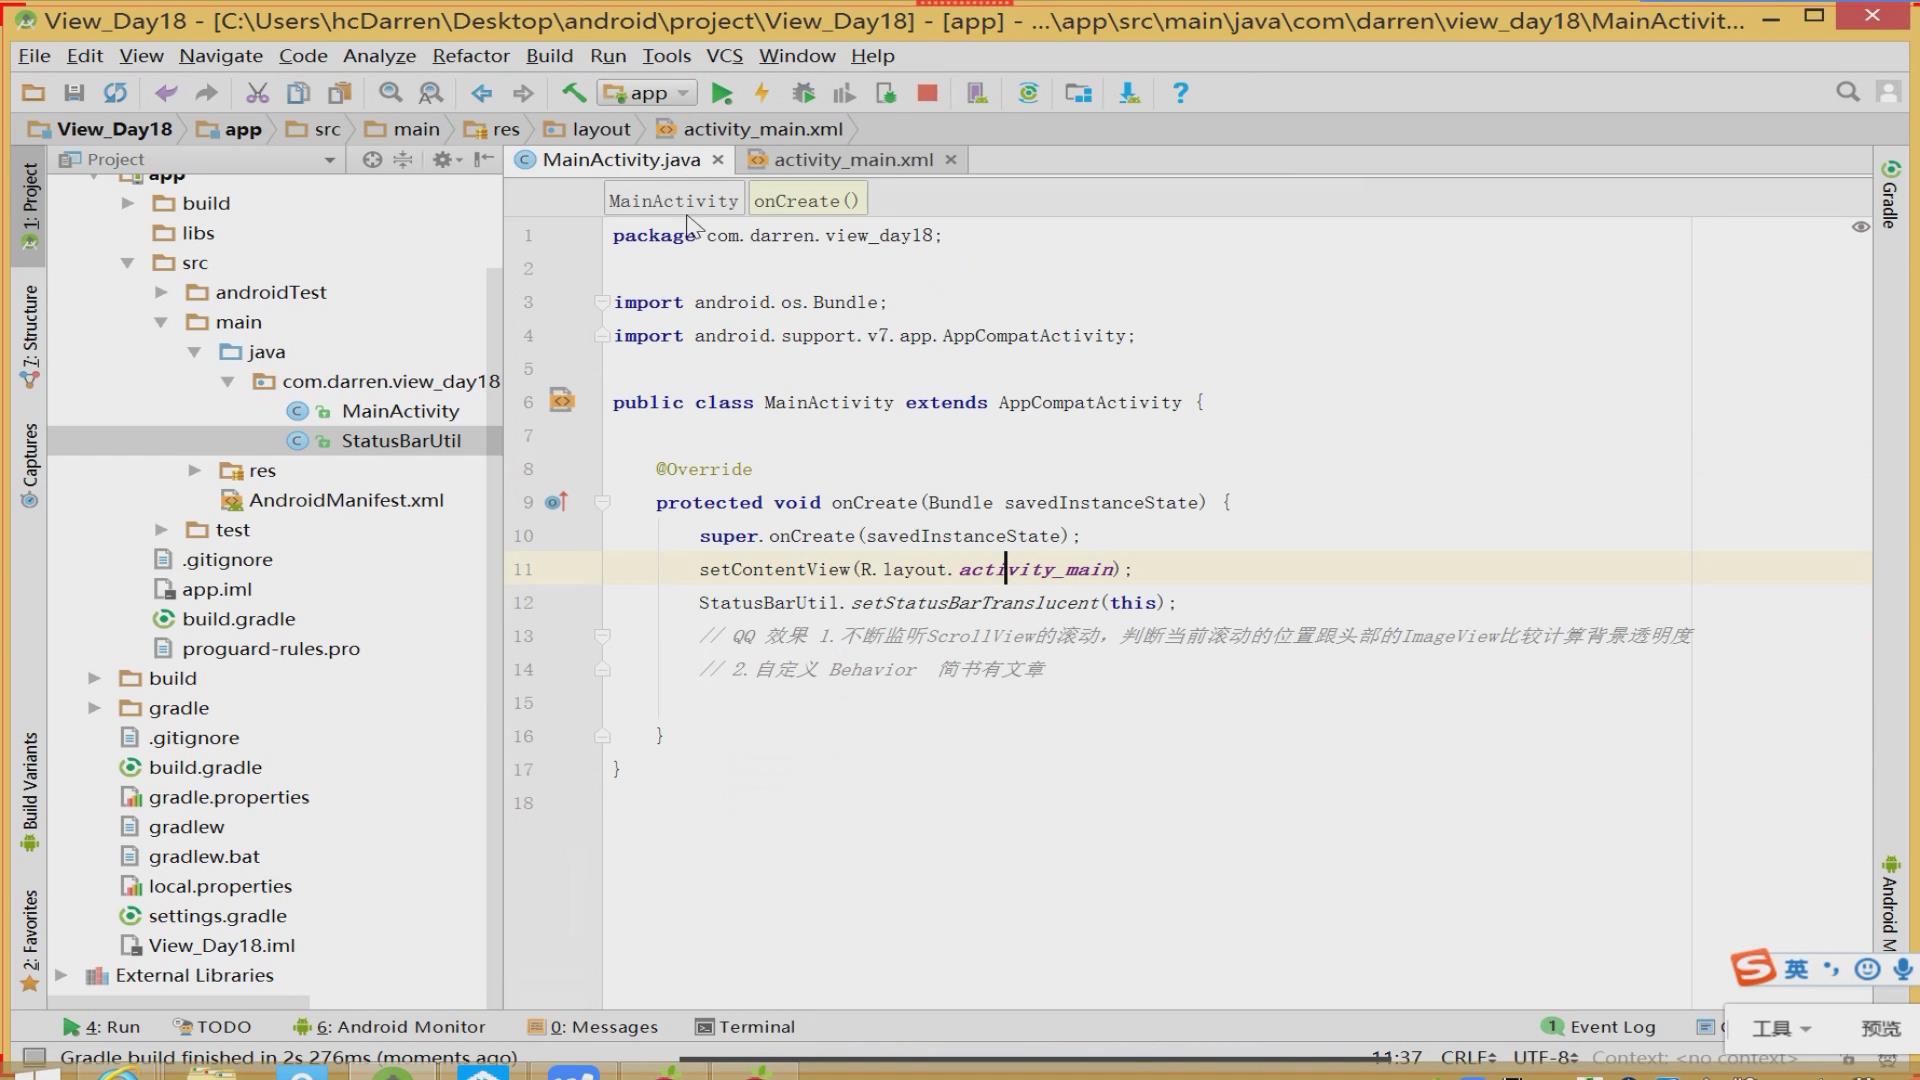 View_Day18 - [C:\Users\hcDarren\Desktop\android\project\View_Day18] - [app] - ...\app\src\main\java\com\darren\view_day18\MainActivit...
File Edit View Navigate Code Analyze Refactor Build Run Tools VCS Window Help
app
View_Day18 app src main res layout activity_main.xml
Project
MainActivity.java activity_main.xml
MainActivity onCreate()
1: Project
7: Structure
Captures
Build Variants
2: Favorites
app
build
libs
src
androidTest
main
java
com.darren.view_day18
MainActivity
StatusBarUtil
res
AndroidManifest.xml
test
.gitignore
app.iml
build.gradle
proguard-rules.pro
build
gradle
.gitignore
build.gradle
gradle.properties
gradlew
gradlew.bat
local.properties
settings.gradle
View_Day18.iml
External Libraries
1 package com.darren.view_day18;
2
3 import android.os.Bundle;
4 import android.support.v7.app.AppCompatActivity;
5
6 public class MainActivity extends AppCompatActivity {
7
8 @Override
9 protected void onCreate(Bundle savedInstanceState) {
10 super.onCreate(savedInstanceState);
11 setContentView(R.layout.activity_main);
12 StatusBarUtil.setStatusBarTranslucent(this);
13 // QQ 效果 1.不断监听ScrollView的滚动，判断当前滚动的位置跟头部的ImageView比较计算背景透明度
14 // 2.自定义 Behavior 简书有文章
15
16 }
17 }
18
Gradle
Android M
英
工具 预览
4: Run TODO 6: Android Monitor 0: Messages Terminal 1 Event Log
Gradle build finished in 2s 276ms (moments ago) 11:37 CRLF UTF-8 Context: <no context>